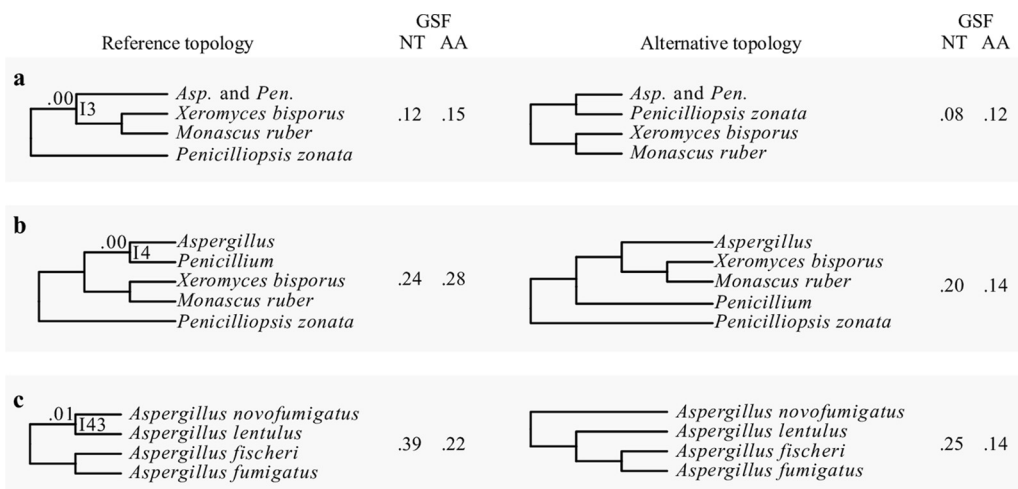 GSF GSF
Reference topology NT AA Alternative topology NT AA
a
.00 I3 Asp. and Pen. Asp. and Pen.
Xeromyces bisporus .12 .15 Penicilliopsis zonata .08 .12
Monascus ruber Xeromyces bisporus
Penicilliopsis zonata Monascus ruber
b
.00 I4 Aspergillus Aspergillus
Penicillium Xeromyces bisporus
Xeromyces bisporus .24 .28 Monascus ruber .20 .14
Monascus ruber Penicillium
Penicilliopsis zonata Penicilliopsis zonata
c
.01 I43 Aspergillus novofumigatus Aspergillus novofumigatus
Aspergillus lentulus Aspergillus lentulus
.39 .22 .25 .14
Aspergillus fischeri Aspergillus fischeri
Aspergillus fumigatus Aspergillus fumigatus